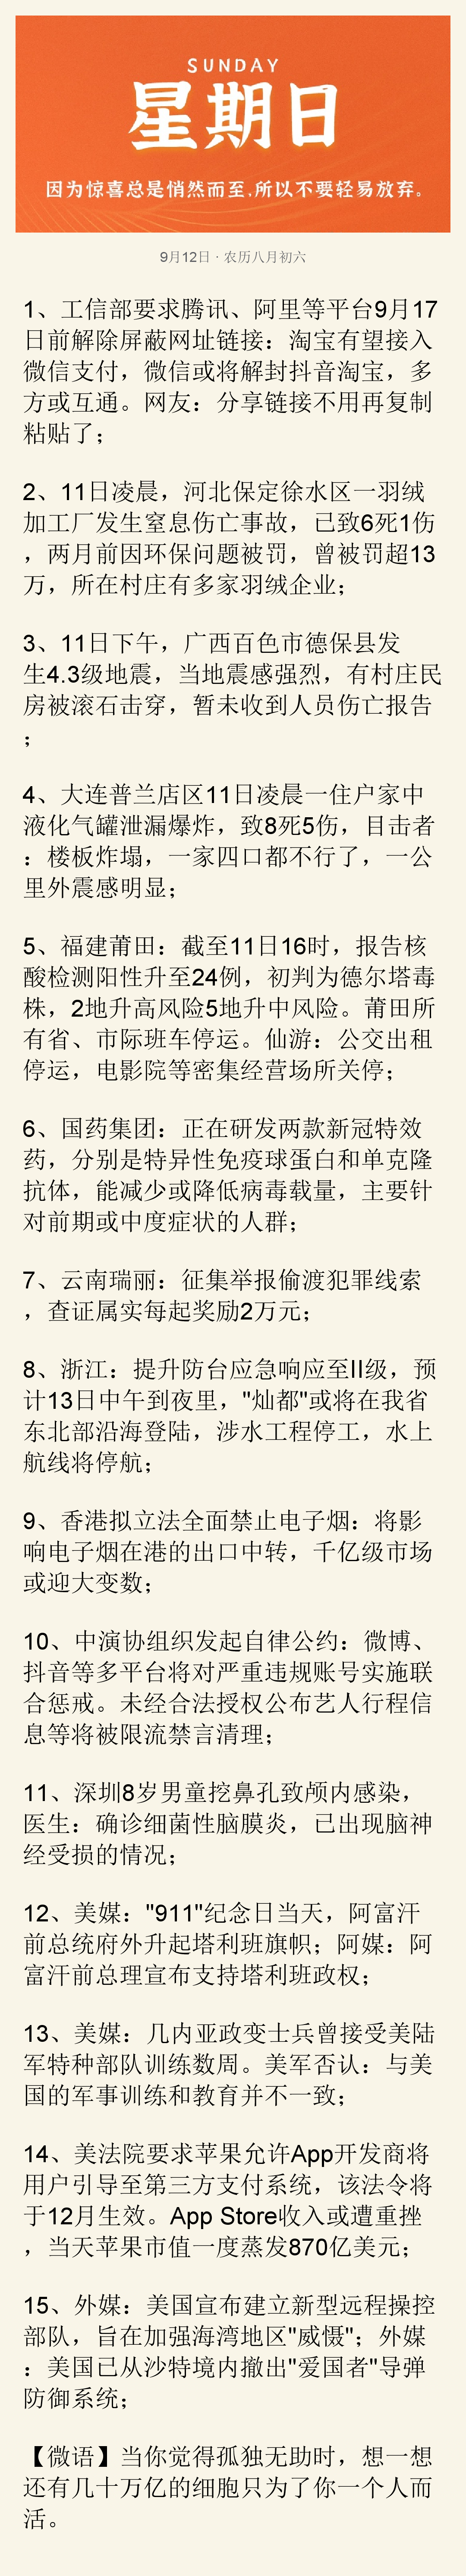 SUNDAY
星期日
因为惊喜总是悄然而至,所以不要轻易放弃。
9月12日 · 农历八月初六
1、工信部要求腾讯、阿里等平台9月17
日前解除屏蔽网址链接：淘宝有望接入
微信支付，微信或将解封抖音淘宝，多
方或互通。网友：分享链接不用再复制
粘贴了；
2、11日凌晨，河北保定徐水区一羽绒
加工厂发生窒息伤亡事故，已致6死1伤
，两月前因环保问题被罚，曾被罚超13
万，所在村庄有多家羽绒企业；
3、11日下午，广西百色市德保县发
生4.3级地震，当地震感强烈，有村庄民
房被滚石击穿，暂未收到人员伤亡报告
；
4、大连普兰店区11日凌晨一住户家中
液化气罐泄漏爆炸，致8死5伤，目击者
：楼板炸塌，一家四口都不行了，一公
里外震感明显；
5、福建莆田：截至11日16时，报告核
酸检测阳性升至24例，初判为德尔塔毒
株，2地升高风险5地升中风险。莆田所
有省、市际班车停运。仙游：公交出租
停运，电影院等密集经营场所关停；
6、国药集团：正在研发两款新冠特效
药，分别是特异性免疫球蛋白和单克隆
抗体，能减少或降低病毒载量，主要针
对前期或中度症状的人群；
7、云南瑞丽：征集举报偷渡犯罪线索
，查证属实每起奖励2万元；
8、浙江：提升防台应急响应至II级，预
计13日中午到夜里，"灿都"或将在我省
东北部沿海登陆，涉水工程停工，水上
航线将停航；
9、香港拟立法全面禁止电子烟：将影
响电子烟在港的出口中转，千亿级市场
或迎大变数；
10、中演协组织发起自律公约：微博、
抖音等多平台将对严重违规账号实施联
合惩戒。未经合法授权公布艺人行程信
息等将被限流禁言清理；
11、深圳8岁男童挖鼻孔致颅内感染，
医生：确诊细菌性脑膜炎，已出现脑神
经受损的情况；
12、美媒："911"纪念日当天，阿富汗
前总统府外升起塔利班旗帜；阿媒：阿
富汗前总理宣布支持塔利班政权；
13、美媒：几内亚政变士兵曾接受美陆
军特种部队训练数周。美军否认：与美
国的军事训练和教育并不一致；
14、美法院要求苹果允许App开发商将
用户引导至第三方支付系统，该法令将
于12月生效。App Store收入或遭重挫
，当天苹果市值一度蒸发870亿美元；
15、外媒：美国宣布建立新型远程操控
部队，旨在加强海湾地区"威慑"；外媒
：美国已从沙特境内撤出"爱国者"导弹
防御系统；
【微语】当你觉得孤独无助时，想一想
还有几十万亿的细胞只为了你一个人而
活。